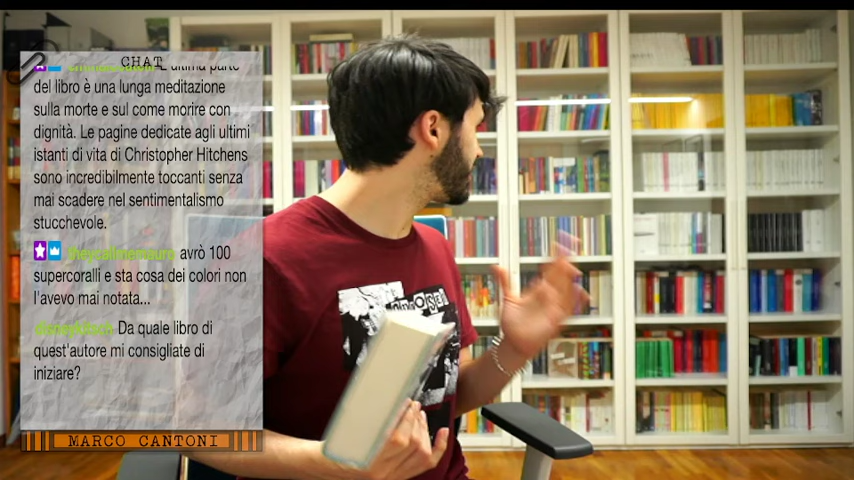 CHAT
L'ultima parte
del libro è una lunga meditazione
sulla morte e sul come morire con
dignità. Le pagine dedicate agli ultimi
istanti di vita di Christopher Hitchens
sono incredibilmente toccanti senza
mai scadere nel sentimentalismo
stucchevole.
avrò 100
supercoralli e sta cosa dei colori non
l'avevo mai notata...
Da quale libro di
quest'autore mi consigliate di
iniziare?
MARCO CANTONI